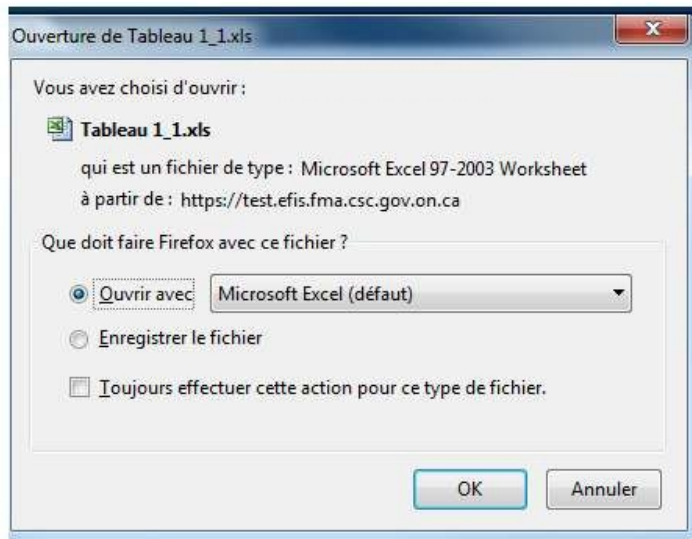 Ouverture de Tableau 1_1.xls
Vous avez choisi d'ouvrir :
Tableau 1_1.xls
qui est un fichier de type : Microsoft Excel 97-2003 Worksheet
à partir de : https://test.efis.fma.csc.gov.on.ca
Que doit faire Firefox avec ce fichier ?
Ouvrir avec Microsoft Excel (défaut)
Enregistrer le fichier
Toujours effectuer cette action pour ce type de fichier.
OK Annuler